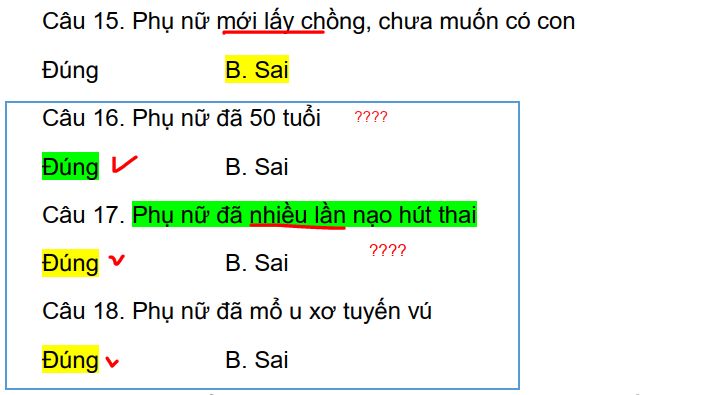 Câu 15. Phụ nữ mới lấy chồng, chưa muốn có con
Đúng B. Sai
Câu 16. Phụ nữ đã 50 tuổi ????
Đúng B. Sai
Câu 17. Phụ nữ đã nhiều lần nạo hút thai
Đúng B. Sai ????
Câu 18. Phụ nữ đã mổ u xơ tuyến vú
Đúng B. Sai